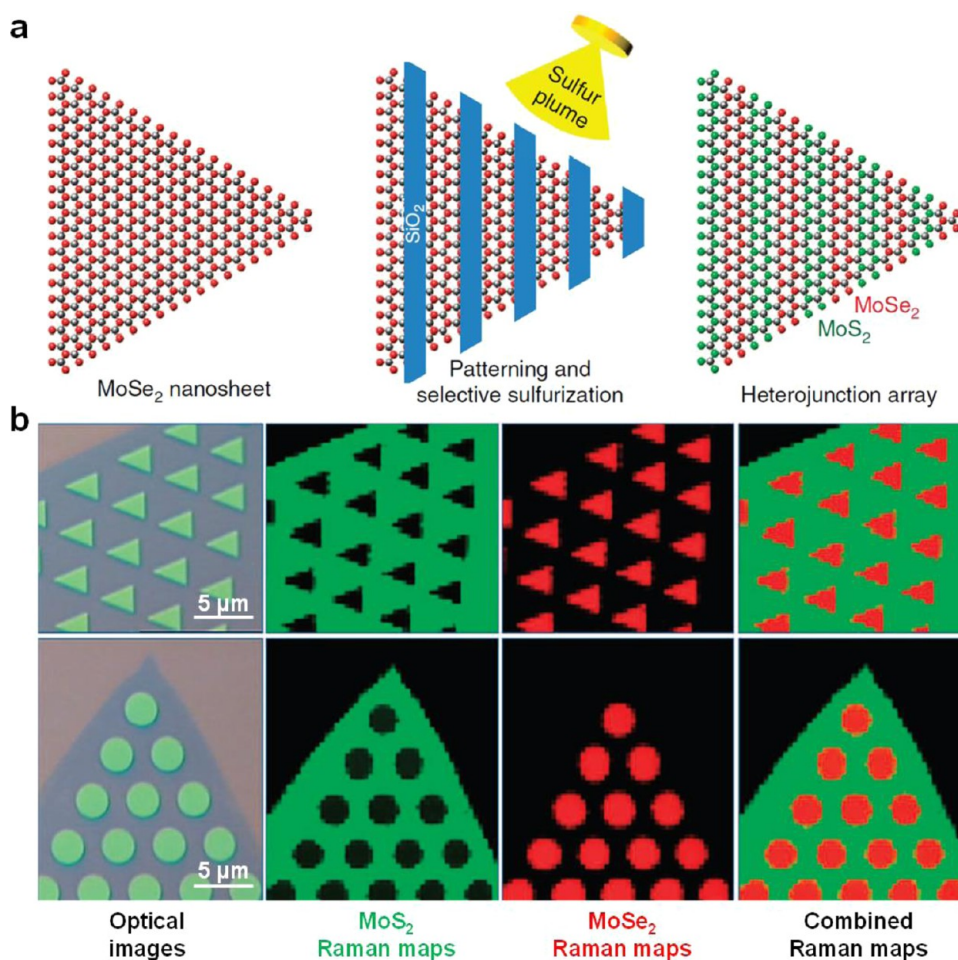 a
Sulfur
plume
SiO₂
MoSe₂
MoS₂
MoSe₂ nanosheet
Patterning and
selective sulfurization
Heterojunction array
b
5 μm
5 μm
Optical
images
MoS₂
Raman maps
MoSe₂
Raman maps
Combined
Raman maps